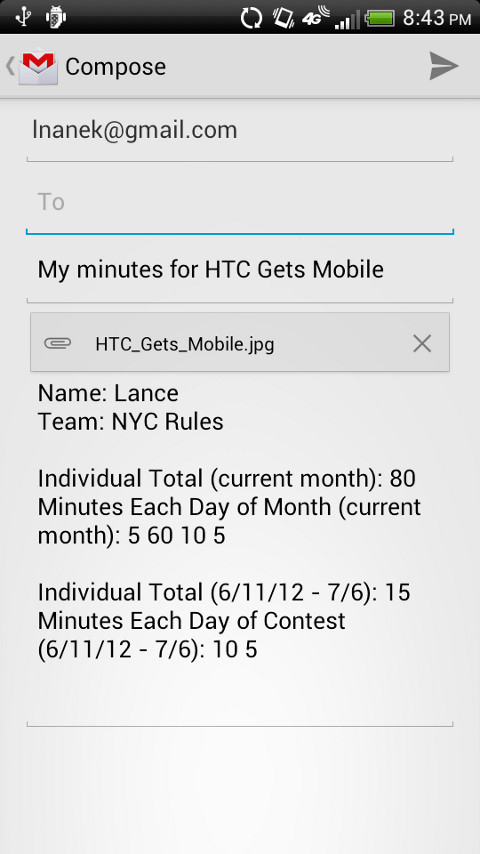 4G 8:43 PM
Compose
lnanek@gmail.com
To
My minutes for HTC Gets Mobile
HTC_Gets_Mobile.jpg
Name: Lance
Team: NYC Rules
Individual Total (current month): 80
Minutes Each Day of Month (current
month): 5 60 10 5
Individual Total (6/11/12 - 7/6): 15
Minutes Each Day of Contest
(6/11/12 - 7/6): 10 5